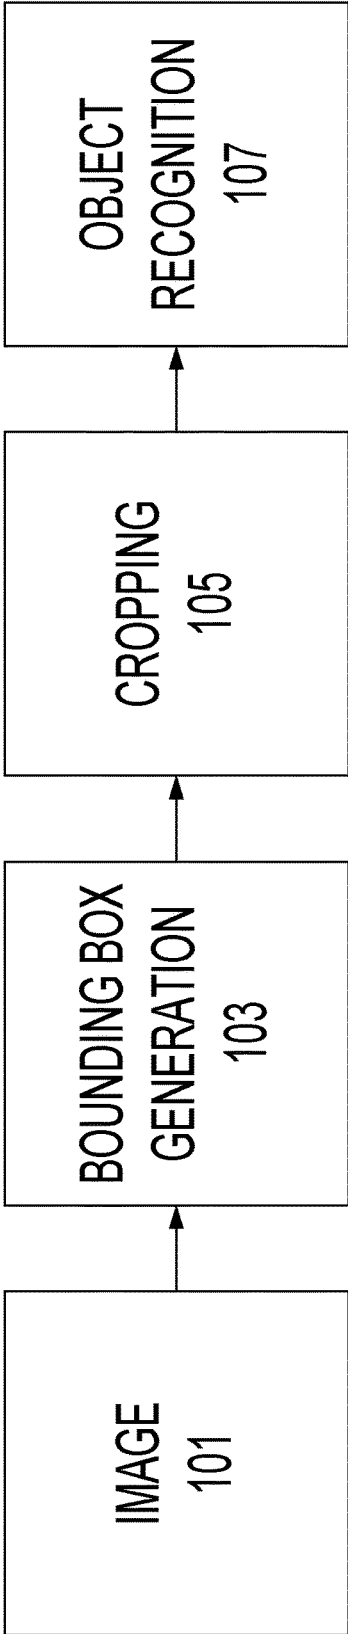 IMAGE
101
BOUNDING BOX
GENERATION
103
CROPPING
105
OBJECT
RECOGNITION
107